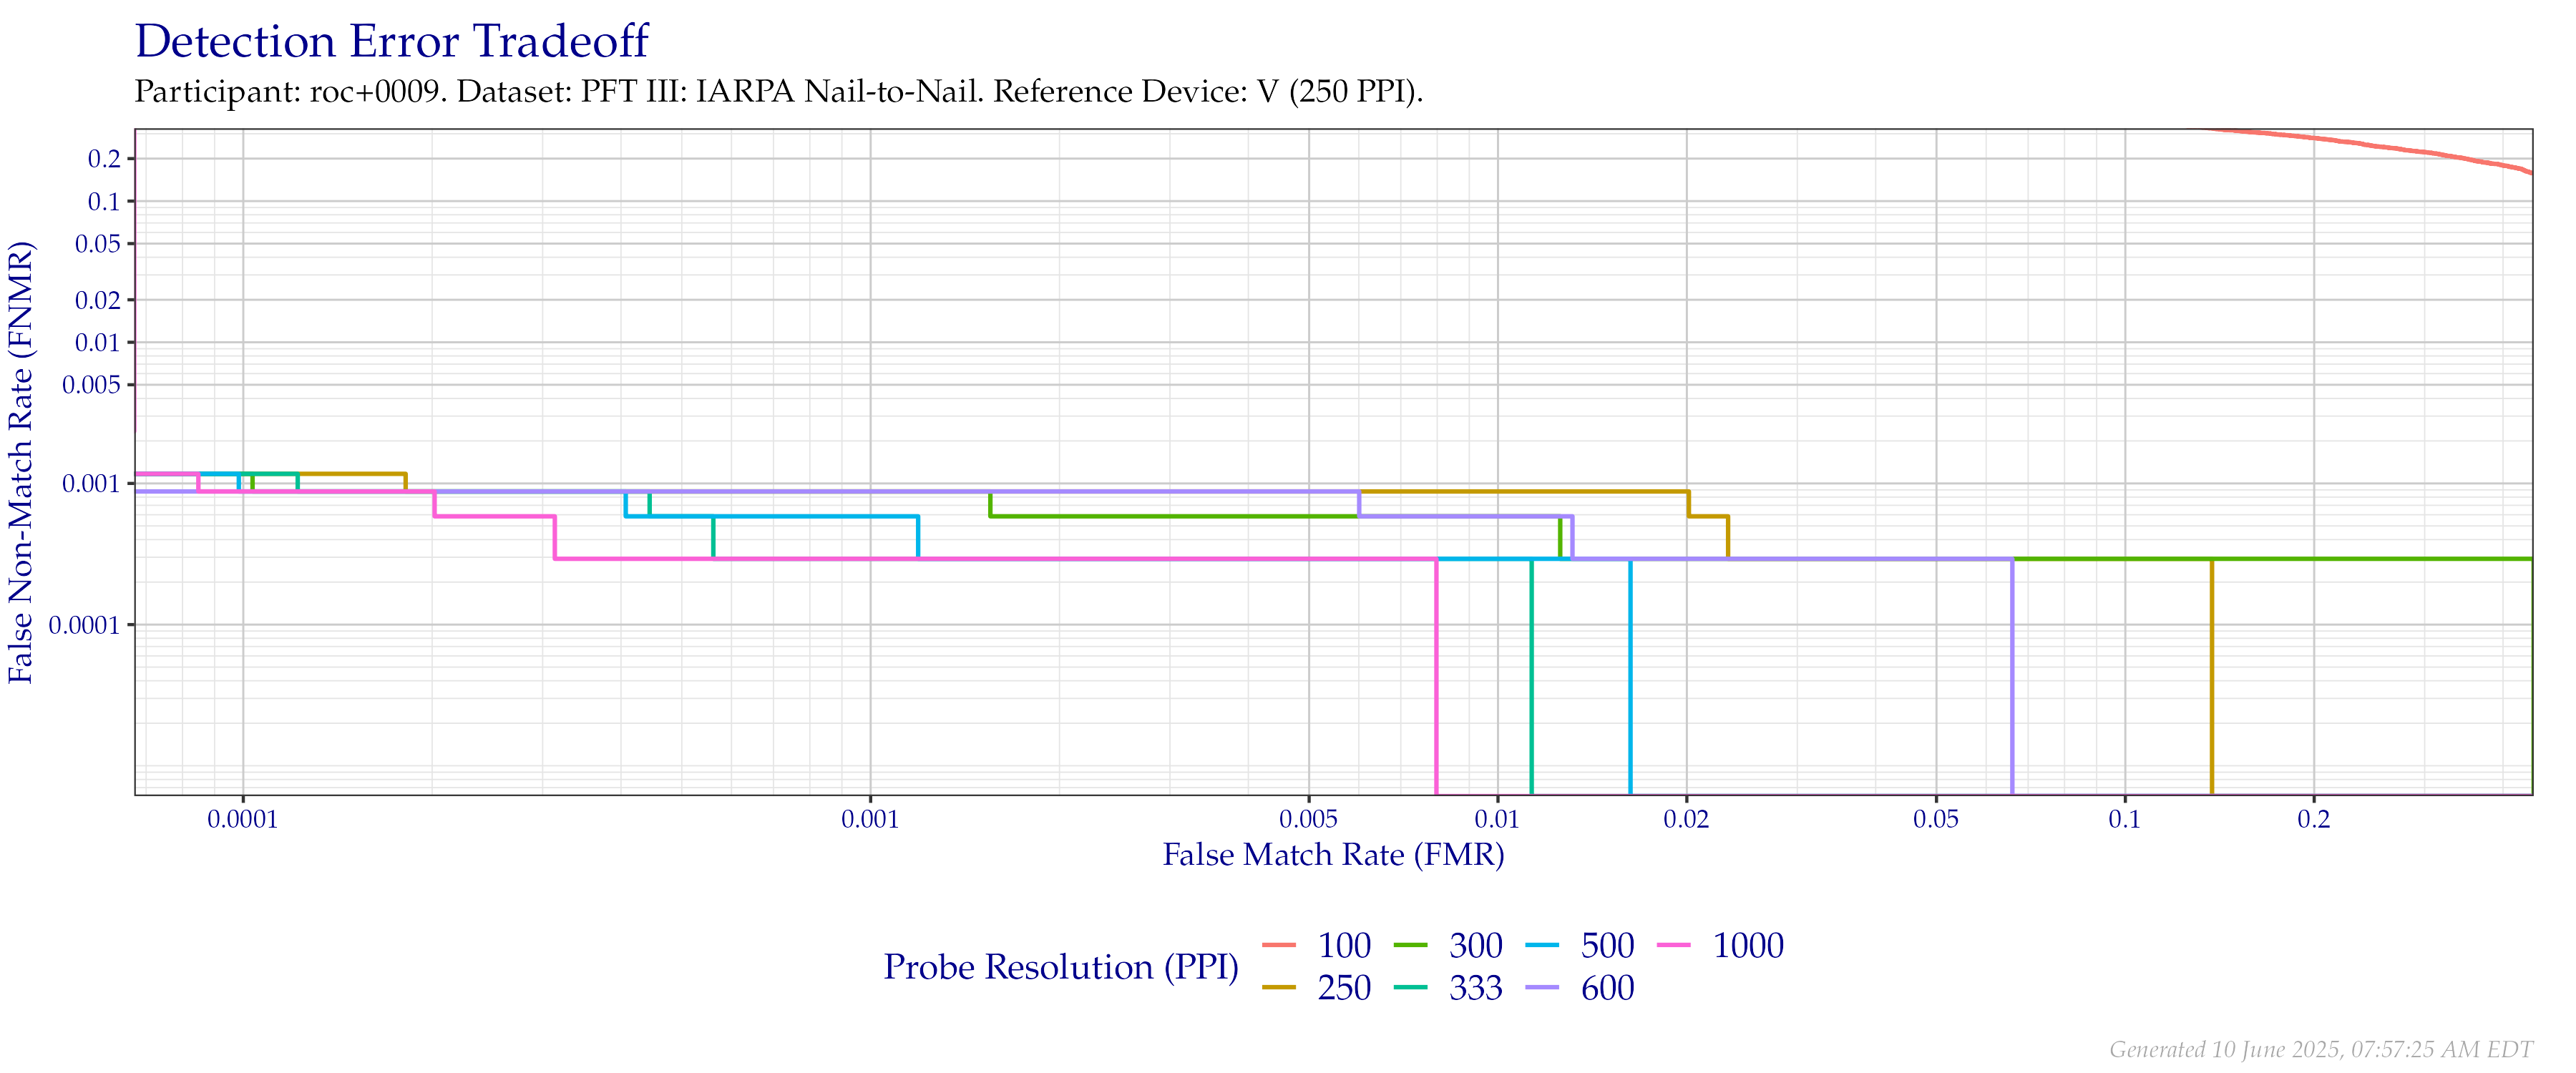 Detection Error Tradeoff
Participant: roc+0009. Dataset: PFT III: IARPA Nail-to-Nail. Reference Device: V (250 PPI).
False Non-Match Rate (FNMR)
0.2
0.1
0.05
0.02
0.01
0.005
0.001
0.0001
0.0001 0.001 0.005 0.01 0.02 0.05 0.1 0.2
False Match Rate (FMR)
Probe Resolution (PPI)
100 300 500 1000
250 333 600
Generated 10 June 2025, 07:57:25 AM EDT